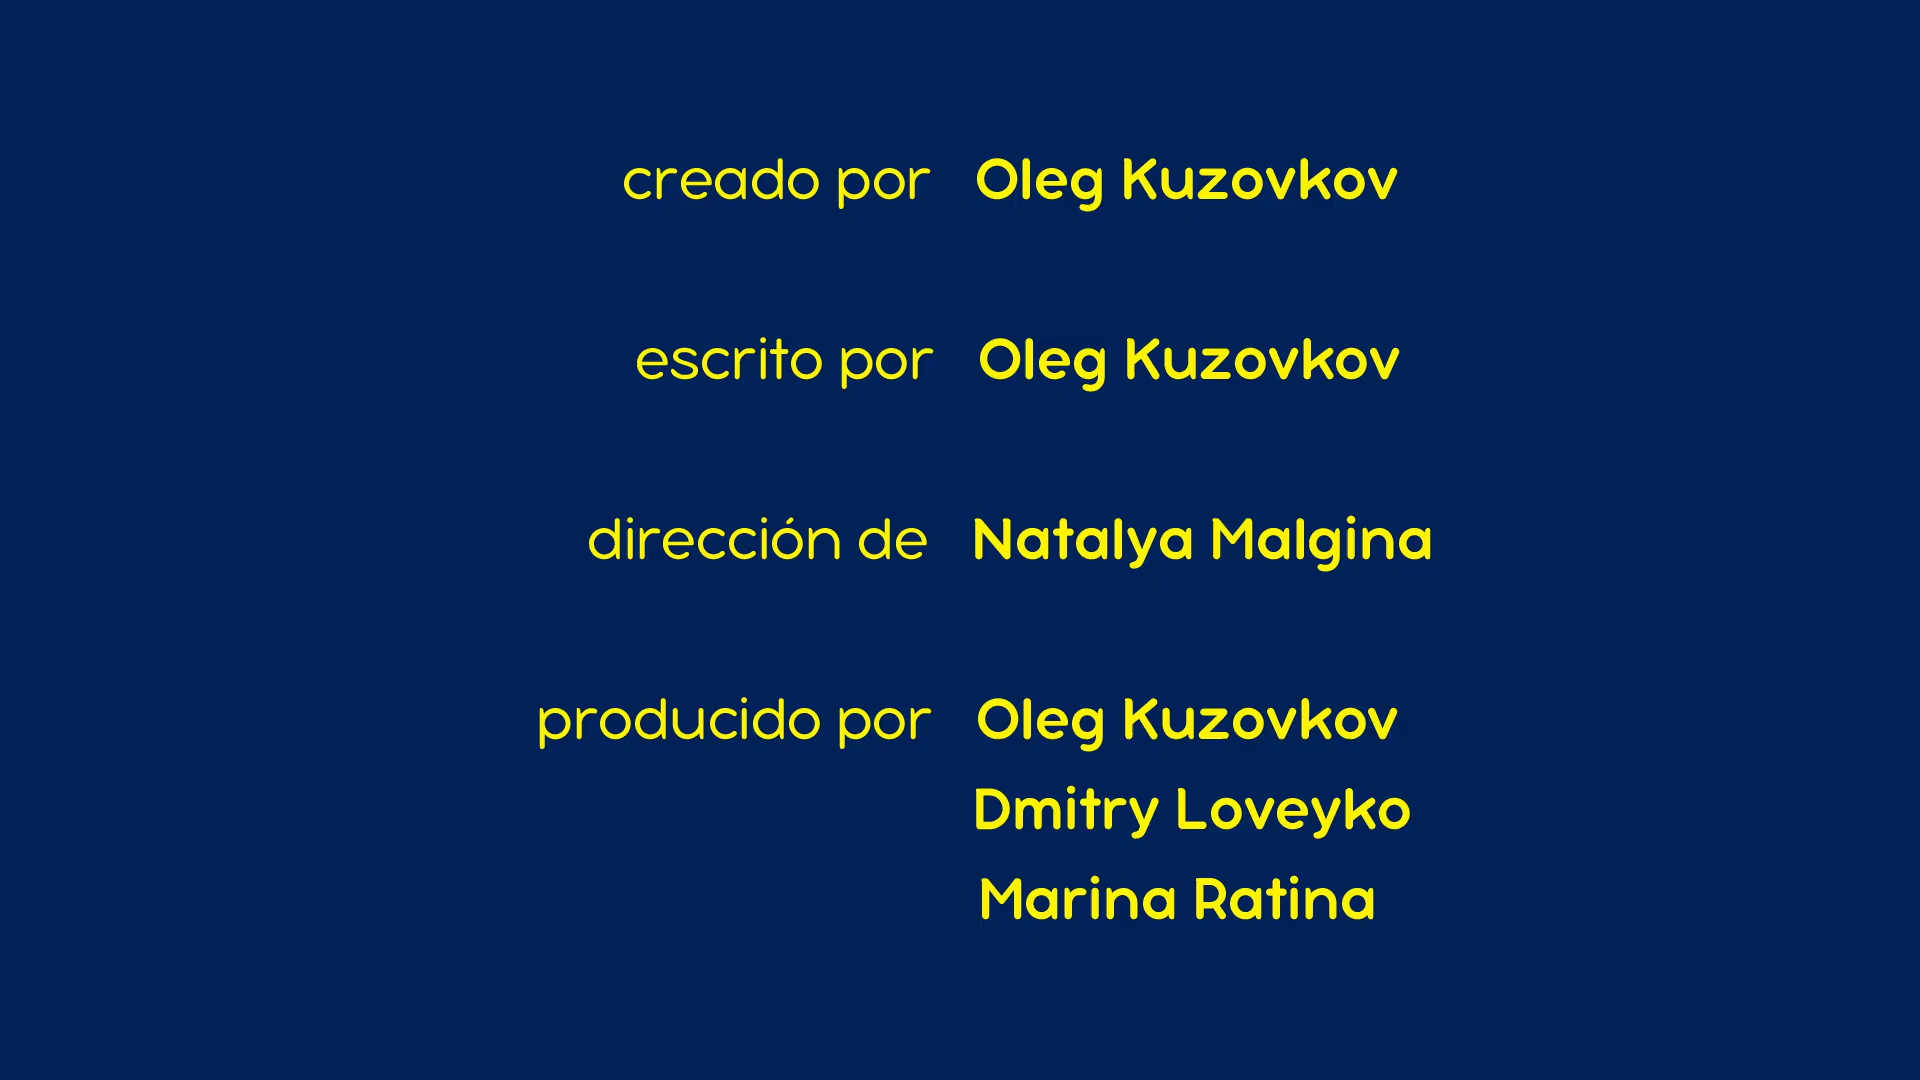 creado por Oleg Kuzovkov
escrito por Oleg Kuzovkov
dirección de Natalya Malgina
producido por Oleg Kuzovkov
Dmitry Loveyko
Marina Ratina